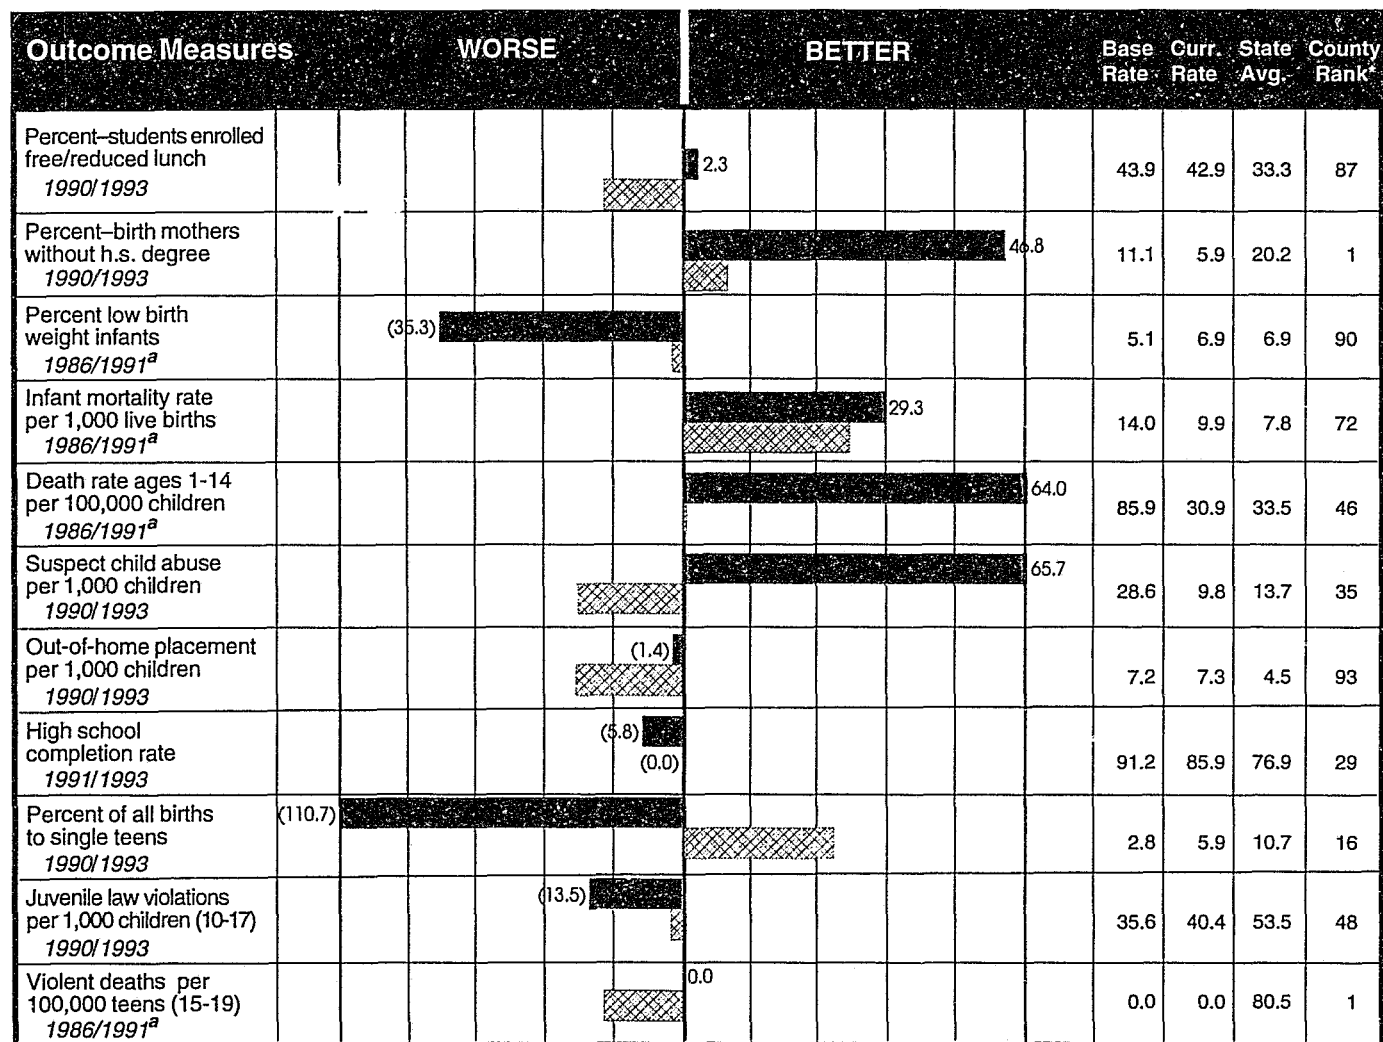 Outcome Measures WORSE BETTER Base Rate Curr. Rate State Avg. County Rank*
Percent–students enrolled
free/reduced lunch 2.3 43.9 42.9 33.3 87
1990/1993
Percent–birth mothers
without h.s. degree 46.8 11.1 5.9 20.2 1
1990/1993
Percent low birth
weight infants (35.3) 5.1 6.9 6.9 90
1986/1991a
Infant mortality rate
per 1,000 live births 29.3 14.0 9.9 7.8 72
1986/1991a
Death rate ages 1-14
per 100,000 children 64.0 85.9 30.9 33.5 46
1986/1991a
Suspect child abuse
per 1,000 children 65.7 28.6 9.8 13.7 35
1990/1993
Out-of-home placement
per 1,000 children (1.4) 7.2 7.3 4.5 93
1990/1993
High school (5.8)
completion rate (0.0) 91.2 85.9 76.9 29
1991/1993
Percent of all births (110.7)
to single teens 2.8 5.9 10.7 16
1990/1993
Juvenile law violations (13.5)
per 1,000 children (10-17) 35.6 40.4 53.5 48
1990/1993
Violent deaths per 0.0
100,000 teens (15-19) 0.0 0.0 80.5 1
1986/1991a